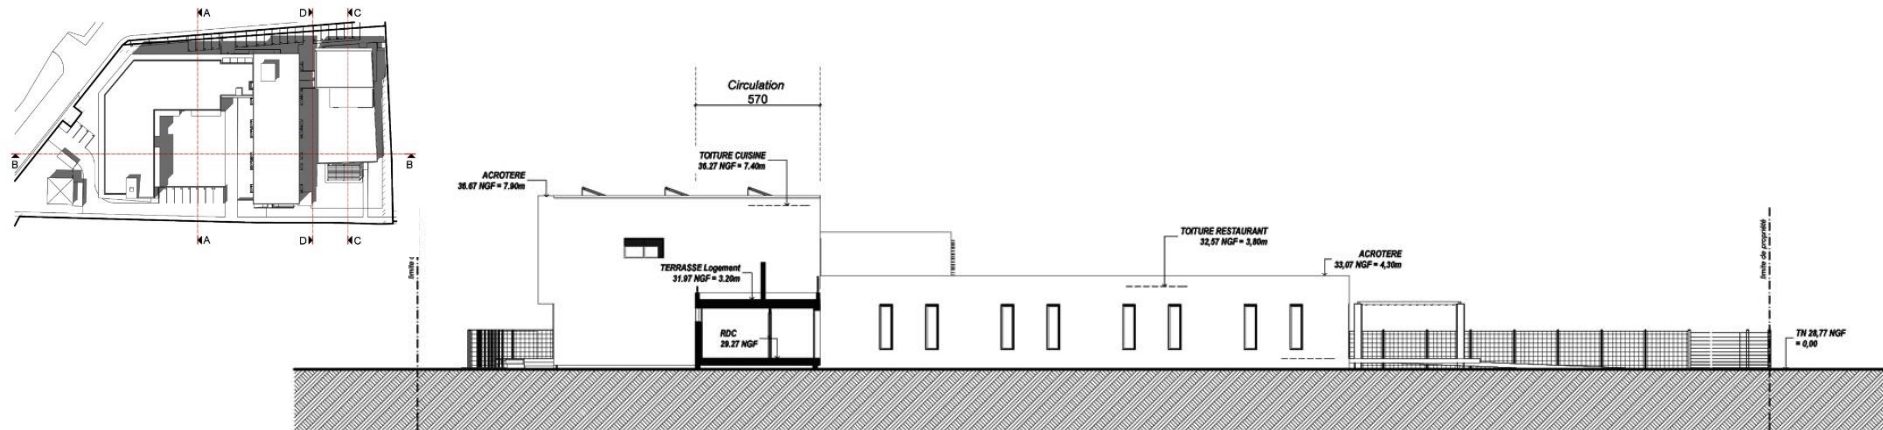 A
D
C
B
B
A
D
C
Circulation
570
TOITURE CUISINE
36.27 NGF = 7.40m
ACROTERE
36.67 NGF = 7.90m
TOITURE RESTAURANT
32,57 NGF = 3,80m
ACROTERE
33,07 NGF = 4,30m
TERRASSE Logement
31.97 NGF = 3.20m
RDC
29.27 NGF
TN 28,77 NGF
= 0,00
limite de propriété
limite